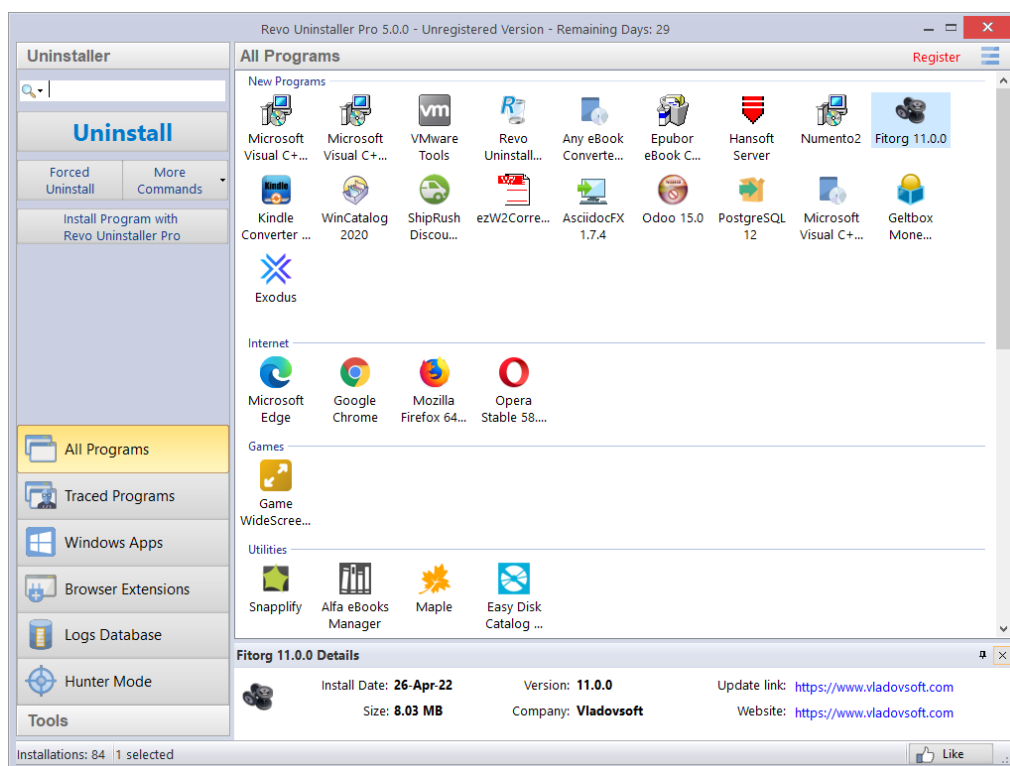 Revo Uninstaller Pro 5.0.0 - Unregistered Version - Remaining Days: 29
Uninstaller
Uninstall
Forced Uninstall
More Commands
Install Program with
Revo Uninstaller Pro
All Programs
Traced Programs
Windows Apps
Browser Extensions
Logs Database
Hunter Mode
Tools
All Programs
Register
New Programs
Microsoft Visual C+...
Microsoft Visual C+...
vm
VMware Tools
Revo Uninstall...
Any eBook Converte...
Epubor eBook C...
Hansoft Server
Numento2
Fitorg 11.0.0
Kindle
Kindle Converter ...
WinCatalog 2020
ShipRush Discou...
ezW2Corre...
AsciidocFX 1.7.4
Odoo 15.0
PostgreSQL 12
Microsoft Visual C+...
Geltbox Mone...
Exodus
Internet
Microsoft Edge
Google Chrome
Mozilla Firefox 64...
Opera Stable 58....
Games
Game WideScree...
Utilities
Snapplify
Alfa eBooks Manager
Maple
Easy Disk Catalog ...
Fitorg 11.0.0 Details
Install Date: 26-Apr-22
Version: 11.0.0
Update link: https://www.vladovsoft.com
Size: 8.03 MB
Company: Vladovsoft
Website: https://www.vladovsoft.com
Installations: 84
1 selected
Like